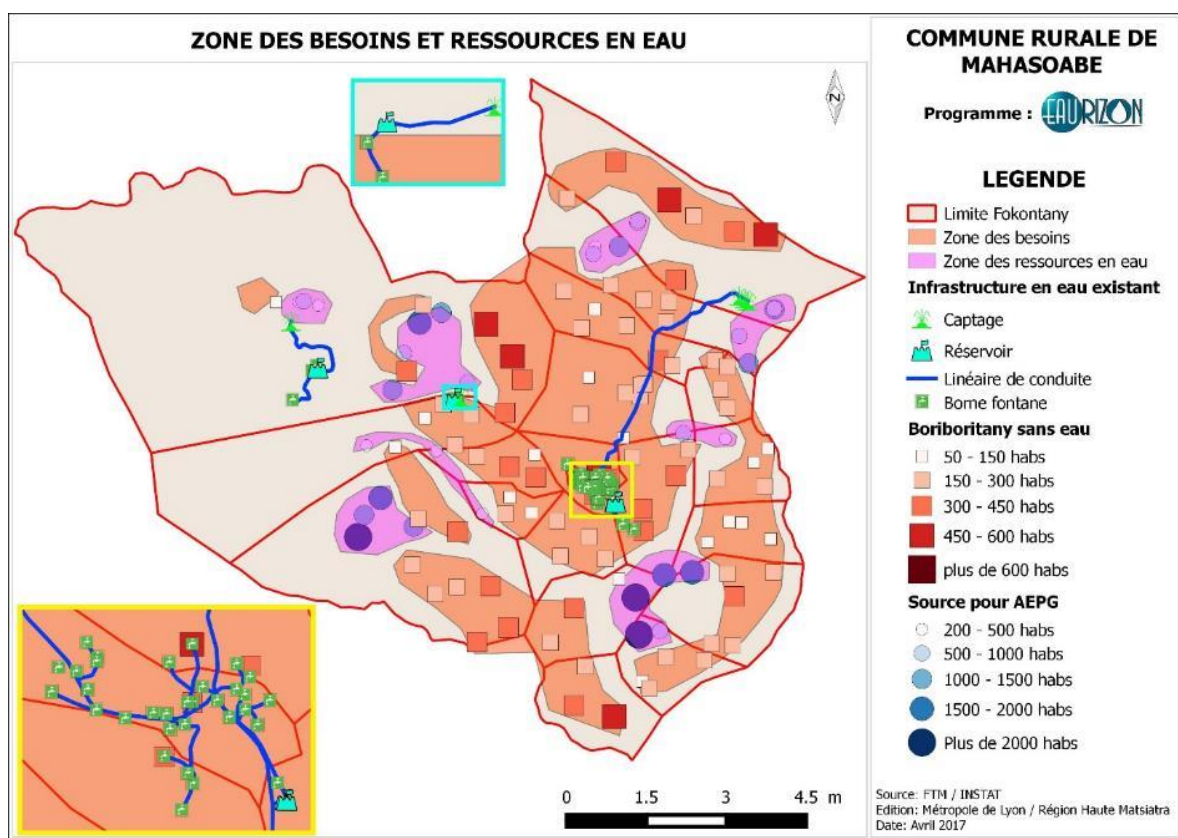 ZONE DES BESOINS ET RESSOURCES EN EAU
N
0 1.5 3 4.5 m
COMMUNE RURALE DE
MAHASOABE
Programme : EAURIZON
LEGENDE
Limite Fokontany
Zone des besoins
Zone des ressources en eau
Infrastructure en eau existant
Captage
Réservoir
Linéaire de conduite
Borne fontane
Boriboritany sans eau
50 - 150 habs
150 - 300 habs
300 - 450 habs
450 - 600 habs
plus de 600 habs
Source pour AEPG
200 - 500 habs
500 - 1000 habs
1000 - 1500 habs
1500 - 2000 habs
Plus de 2000 habs
Source: FTM / INSTAT
Edition: Métropole de Lyon / Région Haute Matsiatra
Date: Avril 2017